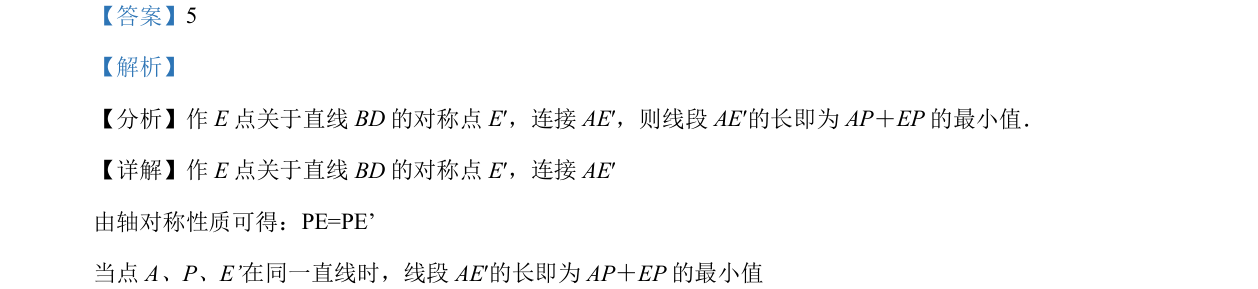 【答案】5
【解析】
【分析】作 E 点关于直线 BD 的对称点 E′，连接 AE′，则线段 AE′的长即为 AP＋EP 的最小值．
【详解】作 E 点关于直线 BD 的对称点 E′，连接 AE′
由轴对称性质可得：PE=PE’
当点 A、P、E’在同一直线时，线段 AE′的长即为 AP＋EP 的最小值